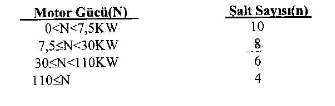 Motor Gücü(N) Şalt Sayısı(n)
0<N<7,5KW 10
7,5≤N<30KW 8
30≤N<110KW 6
110≤N 4